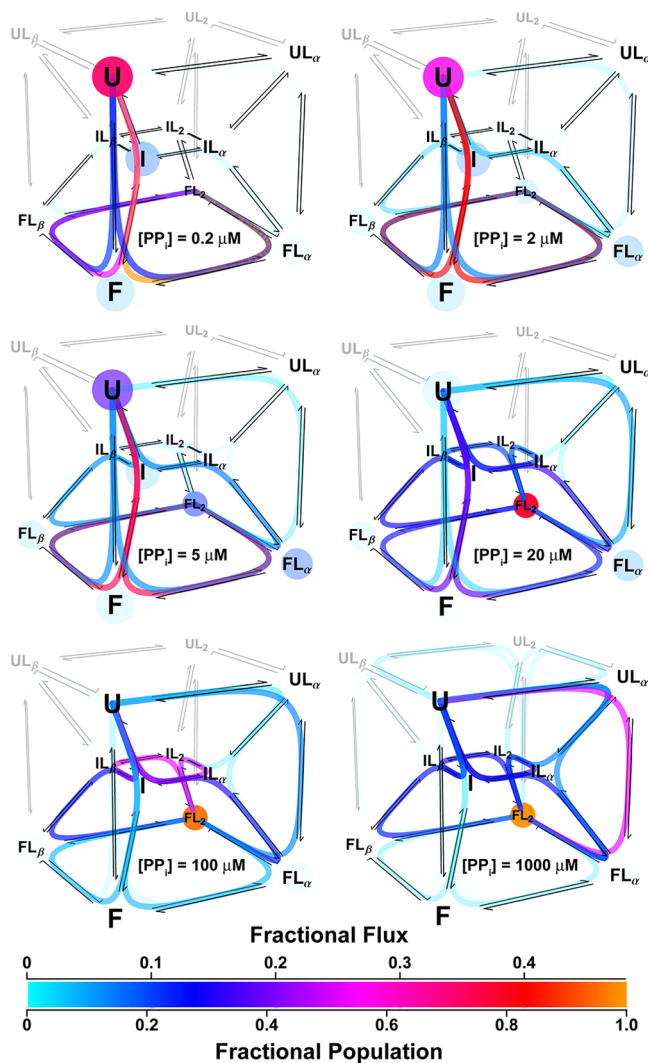 UL₂ UL₂
ULβ ULβ
U ULα U ULα
ILβ IL₂ ILβ IL₂
I ILα I ILα
FL₂ FL₂
FLβ [PPᵢ] = 0.2 μM FLα FLβ [PPᵢ] = 2 μM FLα
F F
UL₂ UL₂
ULβ ULβ
U ULα U ULα
ILβ IL₂ ILβ IL₂
I ILα I ILα
FL₂ FL₂
FLβ [PPᵢ] = 5 μM FLα FLβ [PPᵢ] = 20 μM FLα
F F
UL₂ UL₂
ULβ ULβ
U ULα U ULα
ILβ IL₂ ILβ IL₂
I ILα I ILα
FL₂ FL₂
FLβ [PPᵢ] = 100 μM FLα FLβ [PPᵢ] = 1000 μM FLα
F F
Fractional Flux
0 0.1 0.2 0.3 0.4
0 0.2 0.4 0.6 0.8 1.0
Fractional Population